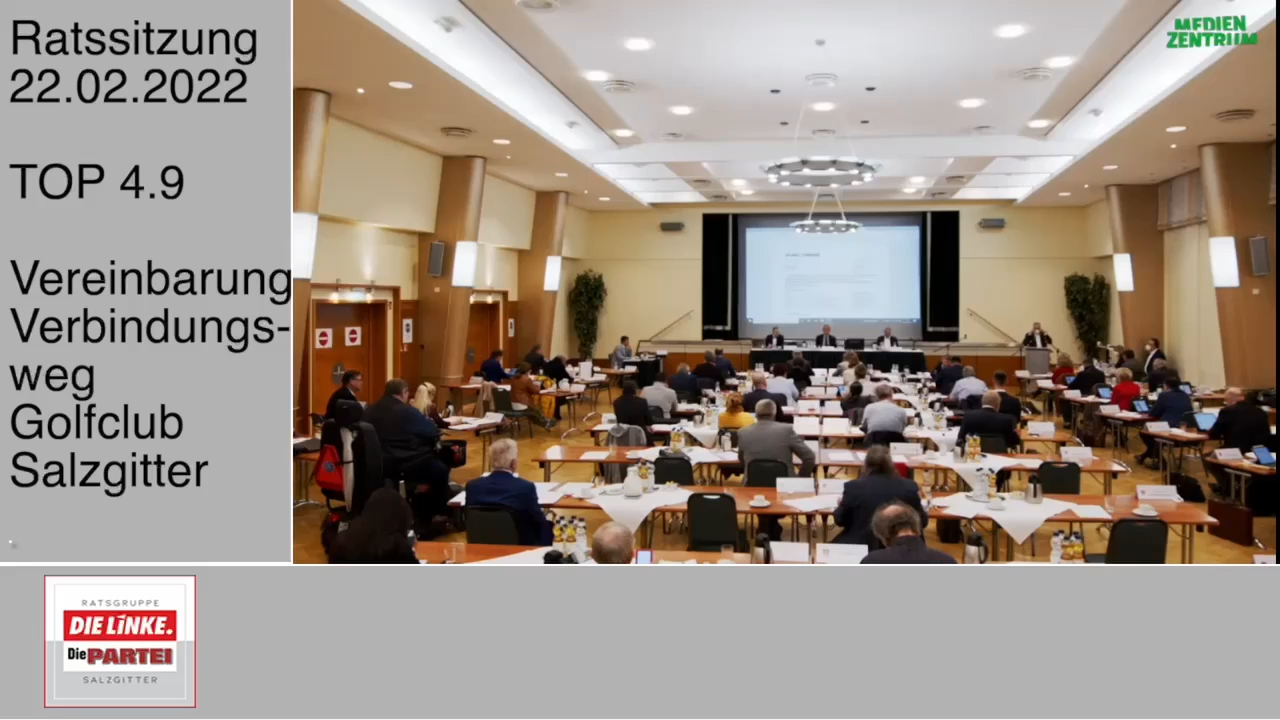 Ratssitzung
22.02.2022
TOP 4.9
Vereinbarung
Verbindungs-
weg
Golfclub
Salzgitter
MEDIEN
ZENTRUM
RATSGRUPPE
DIE LINKE.
Die PARTEI
SALZGITTER